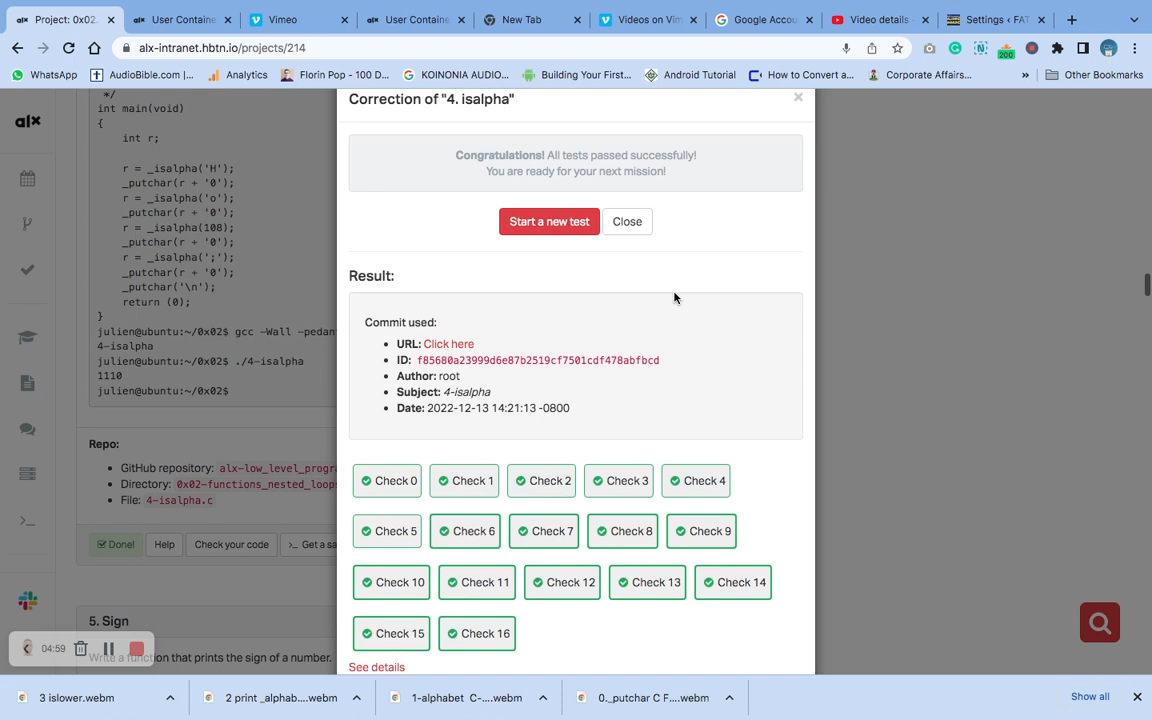 Project: 0x02.
User Containe
Vimeo
User Containe
New Tab
Videos on Vim
Google Accou
Video details
Settings ‹ FAT
alx-intranet.hbtn.io/projects/214
200
WhatsApp
AudioBible.com |...
Analytics
Florin Pop - 100 D...
KOINONIA AUDIO...
Building Your First...
Android Tutorial
How to Convert a...
Corporate Affairs...
»
Other Bookmarks
alx
*/
int main(void)
{
int r;
r = _isalpha('H');
_putchar(r + '0');
r = _isalpha('o');
_putchar(r + '0');
r = _isalpha(108);
_putchar(r + '0');
r = _isalpha(';');
_putchar(r + '0');
_putchar('\n');
return (0);
}
julien@ubuntu:~/0x02$ gcc -Wall -pedan
4-isalpha
julien@ubuntu:~/0x02$ ./4-isalpha
1110
julien@ubuntu:~/0x02$
Repo:
GitHub repository: alx-low_level_progra
Directory: 0x02-functions_nested_loops
File: 4-isalpha.c
Done!
Help
Check your code
>_ Get a sa
5. Sign
Write a function that prints the sign of a number.
04:59
Correction of "4. isalpha"
×
Congratulations! All tests passed successfully!
You are ready for your next mission!
Start a new test
Close
Result:
Commit used:
URL: Click here
ID: f85680a23999d6e87b2519cf7501cdf478abfbcd
Author: root
Subject: 4-isalpha
Date: 2022-12-13 14:21:13 -0800
Check 0 Check 1 Check 2 Check 3 Check 4
Check 5 Check 6 Check 7 Check 8 Check 9
Check 10 Check 11 Check 12 Check 13 Check 14
Check 15 Check 16
See details
3 islower.webm
2 print _alphab....webm
1-alphabet C-....webm
0._putchar C F....webm
Show all